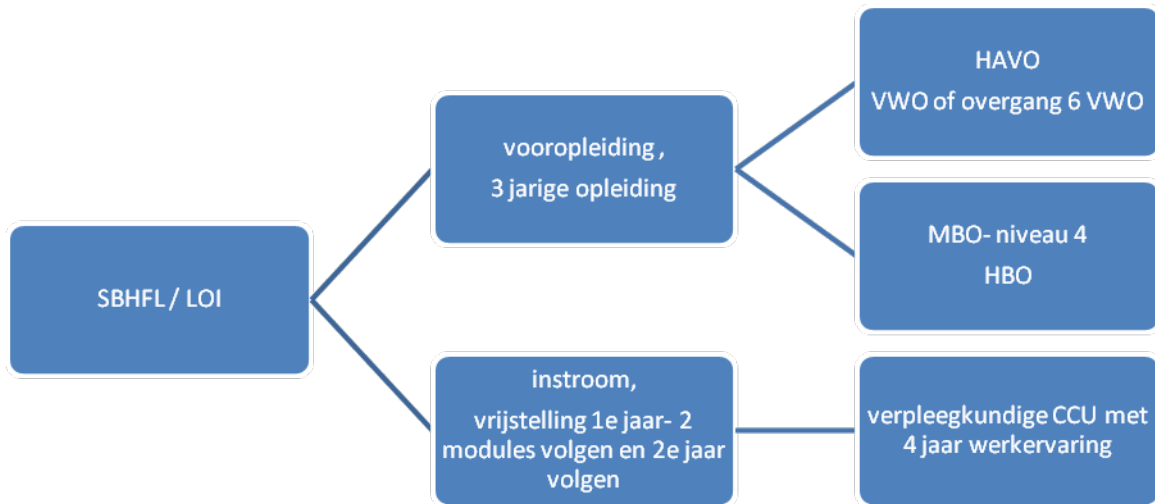 SBHFL / LOI
vooropleiding ,
3 jarige opleiding
HAVO
VWO of overgang 6 VWO
MBO- niveau 4
HBO
instroom,
vrijstelling 1e jaar- 2
modules volgen en 2e jaar
volgen
verpleegkundige CCU met
4 jaar werkervaring